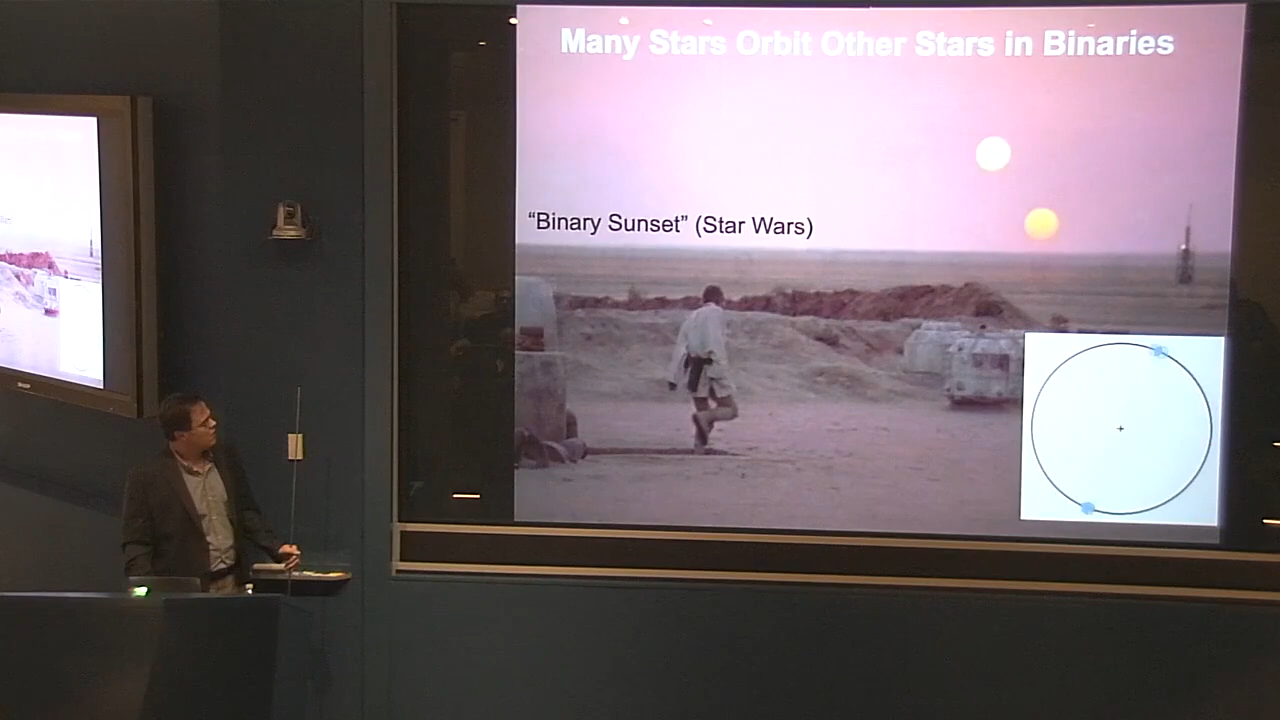 Many Stars Orbit Other Stars in Binaries
“Binary Sunset” (Star Wars)